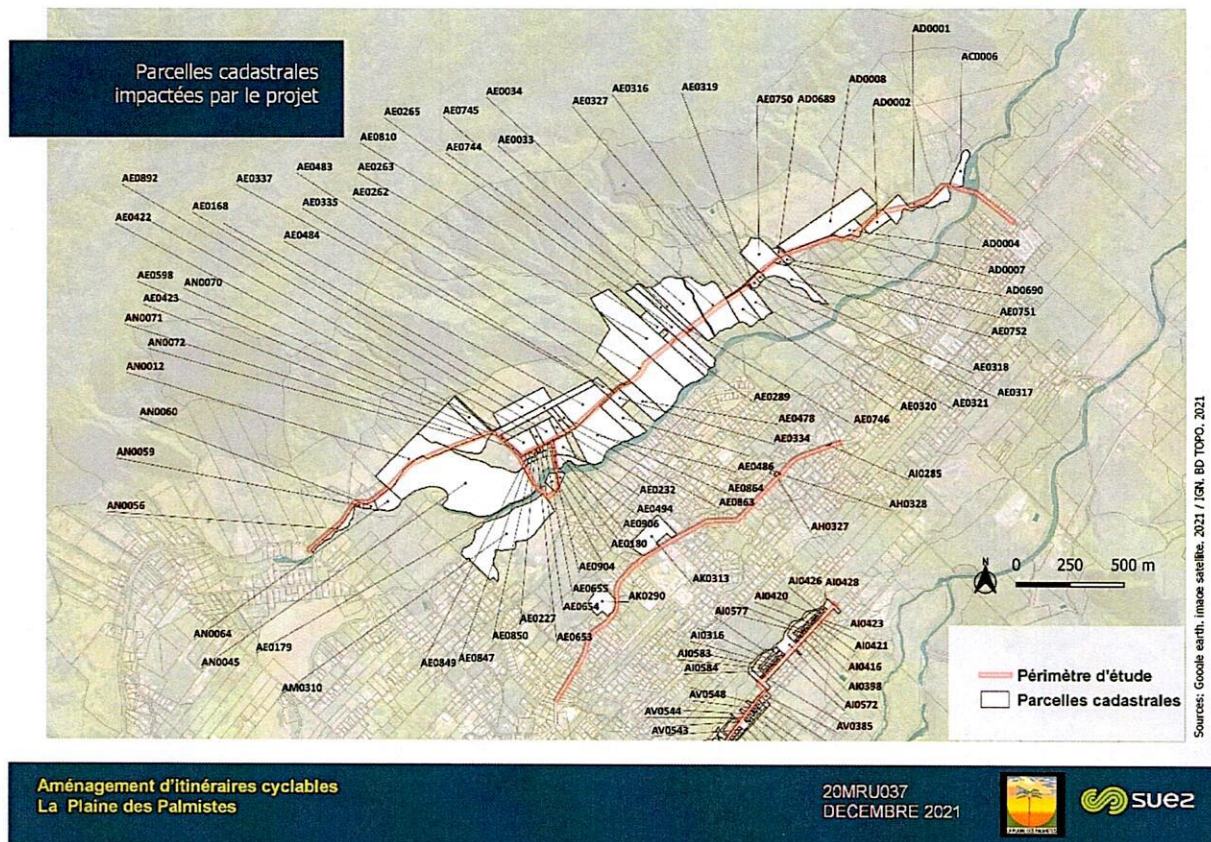 Parcelles cadastrales
impactées par le projet
AD0001
AC0006
AE0034
AE0316
AE0319
AD0008
AE0745
AE0327
AE0750
AD0689
AD0002
AE0265
AE0033
AE0810
AE0744
AE0483
AE0263
AE0892
AE0337
AE0262
AE0335
AE0422
AE0168
AE0484
AD0004
AD0007
AE0598
AN0070
AD0690
AE0423
AE0751
AN0071
AE0752
AN0072
AN0012
AE0318
AE0317
AE0289
AE0321
AE0320
AN0060
AE0478
AE0746
AE0334
AN0059
AE0486
AI0285
AE0232
AE0864
AE0863
AH0328
AN0056
AE0494
AE0906
AH0327
AE0180
AE0904
AK0313
AE0655
AK0290
AE0654
AI0426
AI0428
AI0420
AI0577
AE0227
AE0653
AI0423
AN0064
AE0850
AI0316
AI0421
AE0179
AN0045
AE0849
AE0847
AI0583
AI0416
AI0584
AM0310
AI0398
AV0548
AI0572
AV0544
AV0385
AV0543
N
0 250 500 m
Périmètre d'étude
Parcelles cadastrales
Sources: Google earth, image satellite, 2021 / IGN, BD TOPO, 2021
Aménagement d'itinéraires cyclables
La Plaine des Palmistes
20MRU037
DECEMBRE 2021
LA PLAINE DES PALMISTES
suez